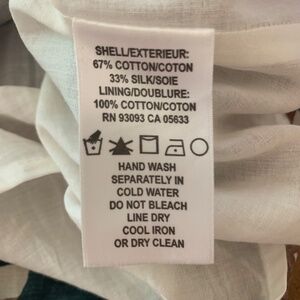 SHELL/EXTERIEUR:
67% COTTON/COTON
33% SILK/SOIE
LINING/DOUBLURE:
100% COTTON/COTON
RN 93093 CA 05633
HAND WASH
SEPARATELY IN
COLD WATER
DO NOT BLEACH
LINE DRY
COOL IRON
OR DRY CLEAN